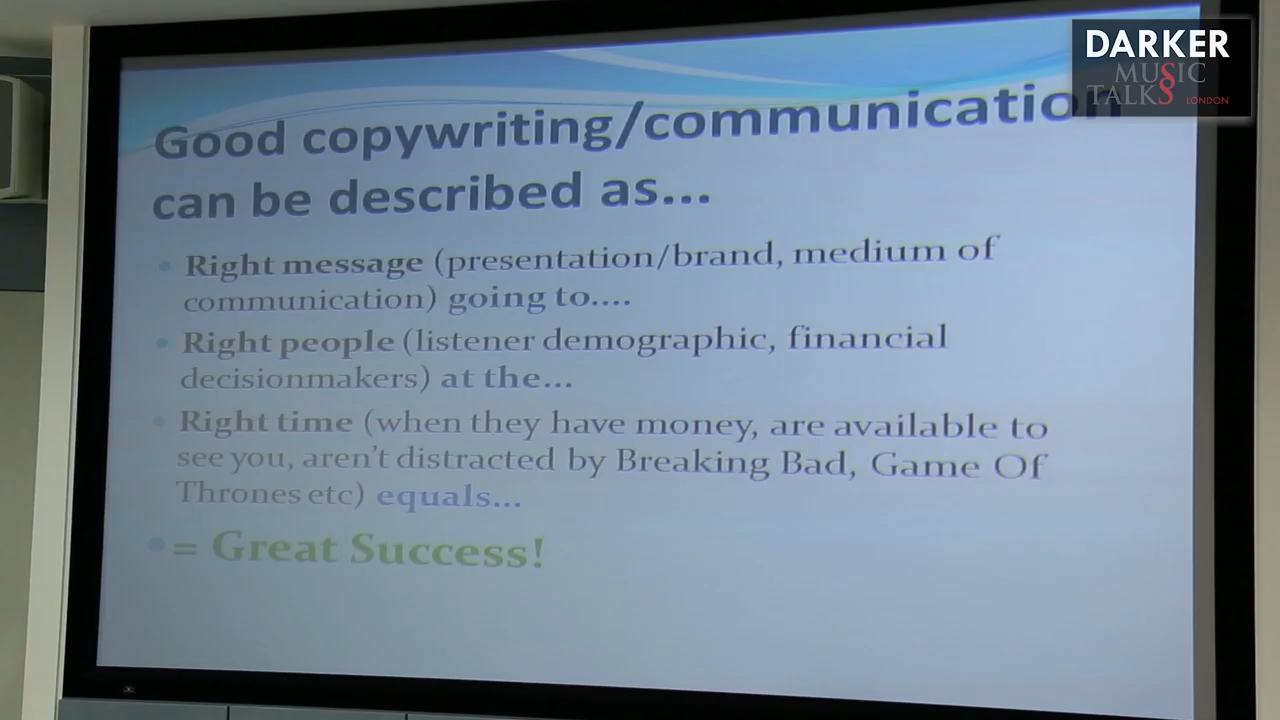 DARKER
MUSIC
TALKS LONDON
Good copywriting/communication
can be described as...
Right message (presentation/brand, medium of
communication) going to....
Right people (listener demographic, financial
decisionmakers) at the...
Right time (when they have money, are available to
see you, aren't distracted by Breaking Bad, Game Of
Thrones etc) equals...
= Great Success!